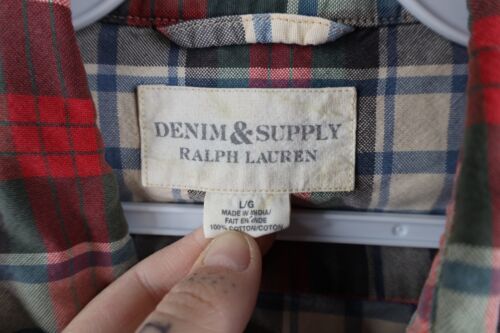 DENIM & SUPPLY
RALPH LAUREN
L/G
MADE IN INDIA/
FAIT EN INDE
100% COTTON/COTON